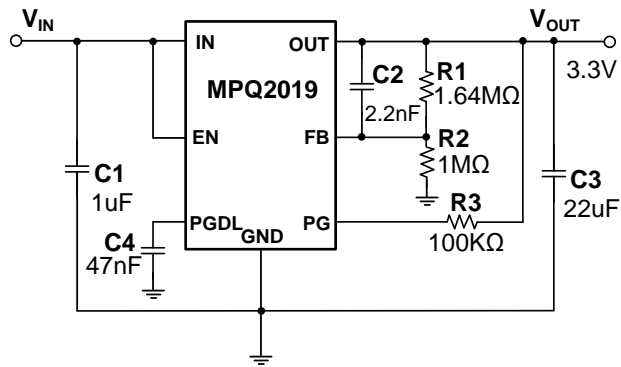 VIN
VOUT
IN
OUT
C2
R1
3.3V
MPQ2019
1.64MΩ
2.2nF
R2
EN
FB
1MΩ
C1
1uF
C3
22uF
R3
PGDL
PG
GND
100KΩ
C4
47nF